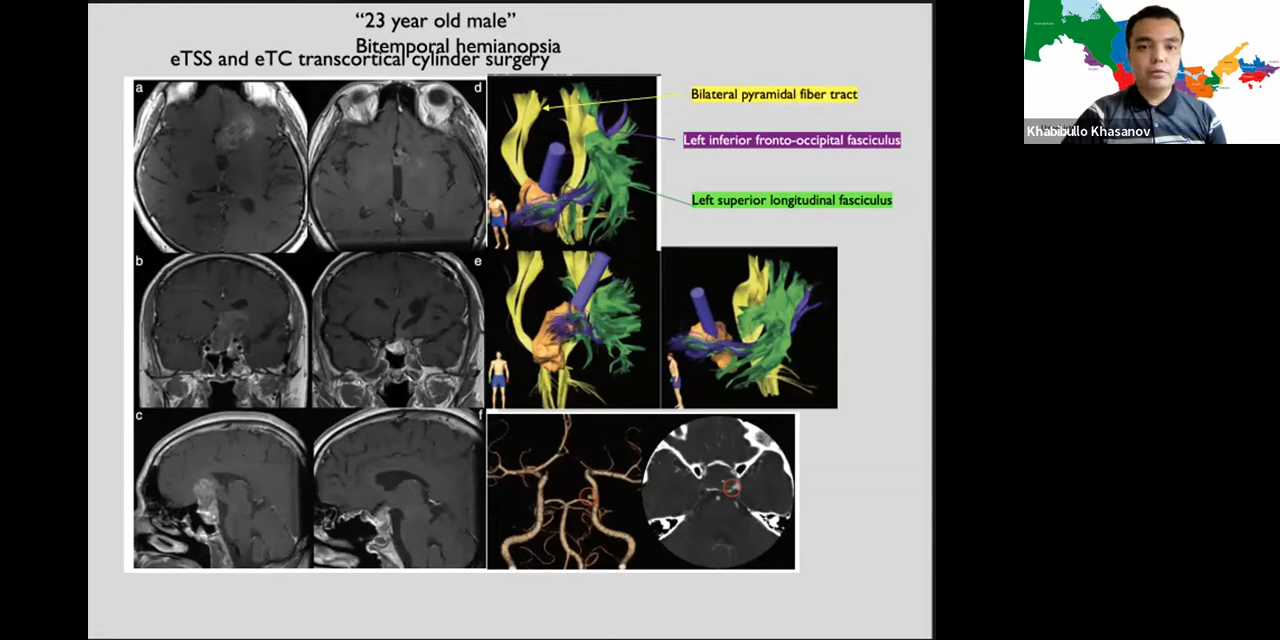 “23 year old male”
Bitemporal hemianopsia
eTSS and eTC transcortical cylinder surgery
a
d
Bilateral pyramidal fiber tract
Left inferior fronto-occipital fasciculus
Left superior longitudinal fasciculus
b
e
c
f
Khabibullo Khasanov